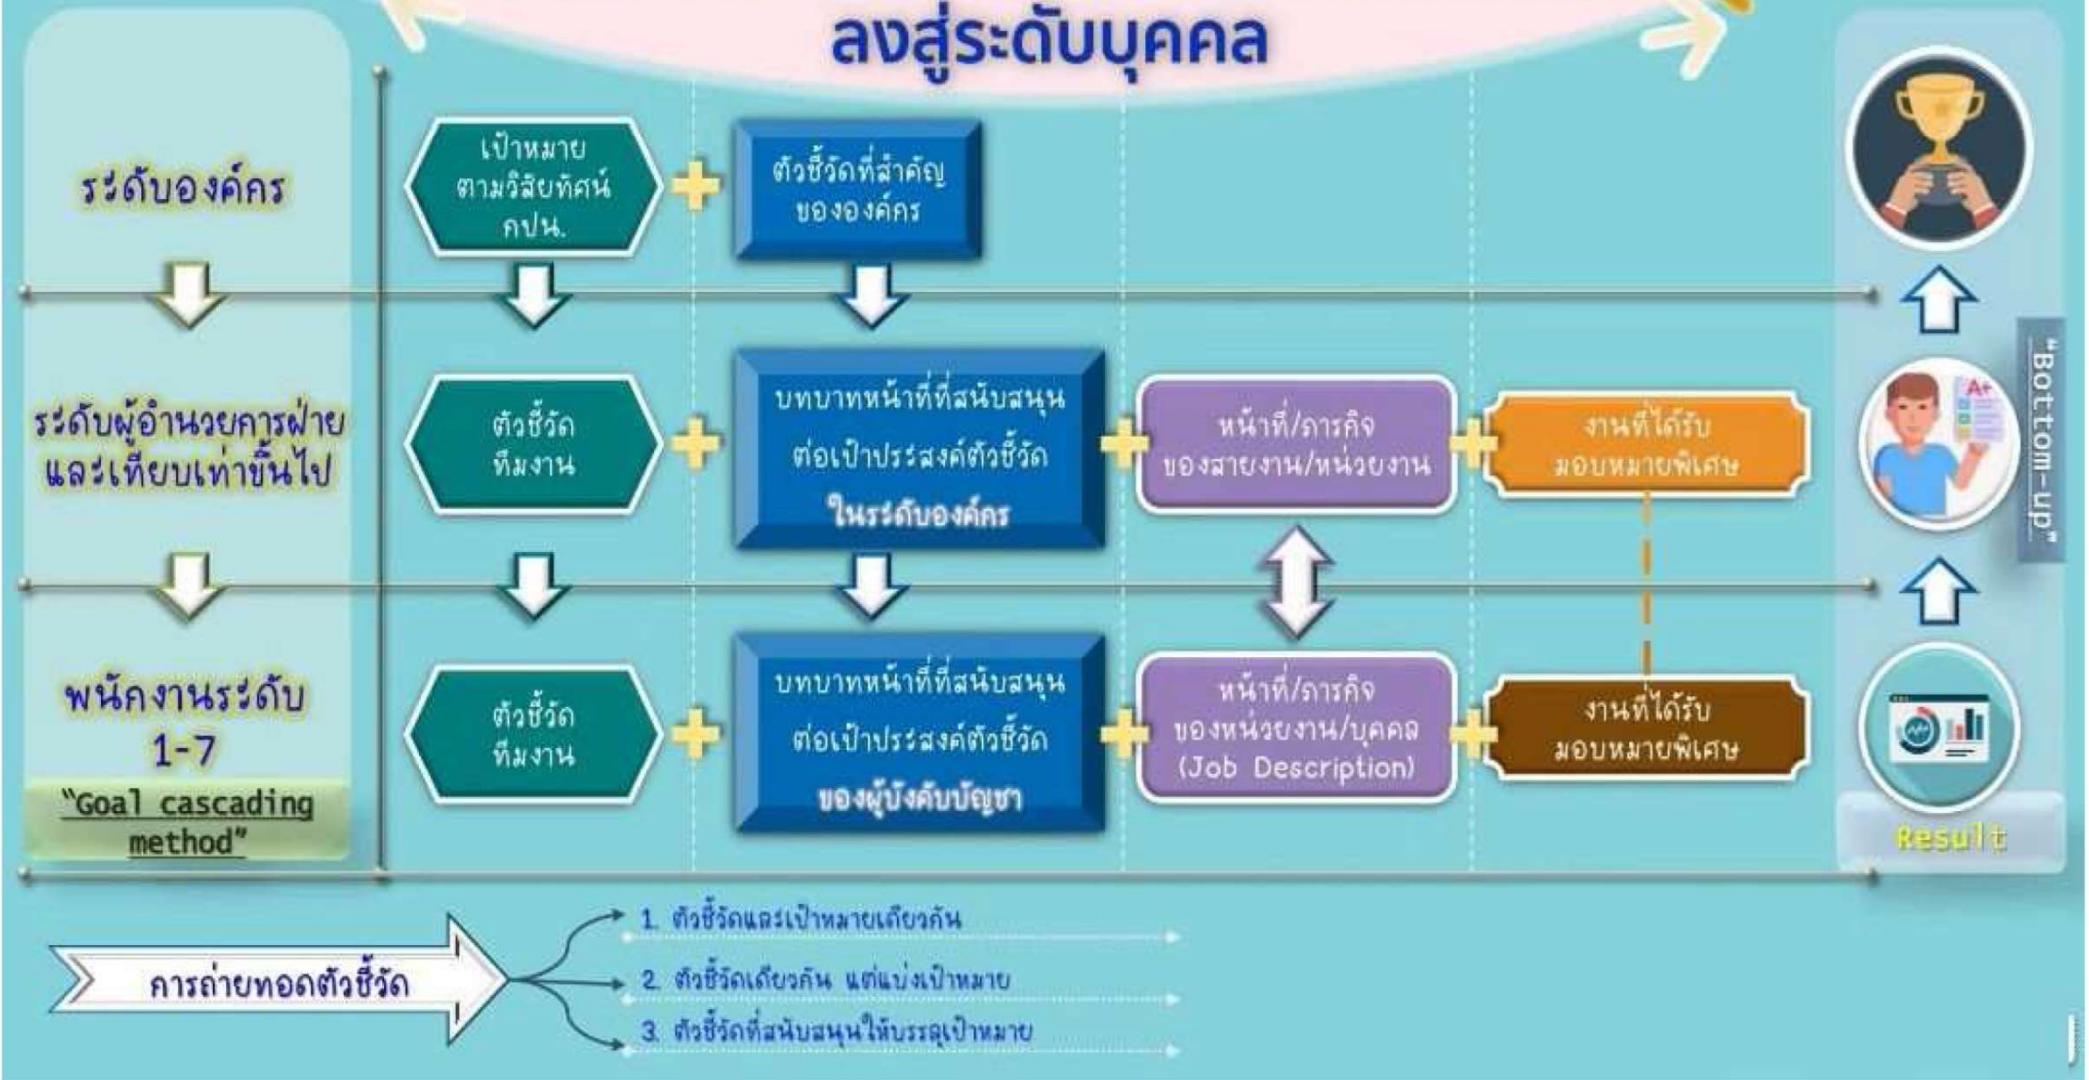 ลงสู่ระดับบุคคล
ระดับองค์กร
เป้าหมาย
ตามวิสัยทัศน์
กปน.
ตัวชี้วัดที่สำคัญ
ขององค์กร
ระดับผู้อำนวยการฝ่าย
และเทียบเท่าขึ้นไป
ตัวชี้วัด
ทีมงาน
บทบาทหน้าที่ที่สนับสนุน
ต่อเป้าประสงค์ตัวชี้วัด
ในระดับองค์กร
หน้าที่/ภารกิจ
ของสายงาน/หน่วยงาน
งานที่ได้รับ
มอบหมายพิเศษ
A+
"Bottom-up"
พนักงานระดับ
1-7
"Goal cascading
method"
ตัวชี้วัด
ทีมงาน
บทบาทหน้าที่ที่สนับสนุน
ต่อเป้าประสงค์ตัวชี้วัด
ของผู้บังคับบัญชา
หน้าที่/ภารกิจ
ของหน่วยงาน/บุคคล
(Job Description)
งานที่ได้รับ
มอบหมายพิเศษ
Result
การถ่ายทอดตัวชี้วัด
1. ตัวชี้วัดและเป้าหมายเดียวกัน
2. ตัวชี้วัดเดียวกัน แต่แบ่งเป้าหมาย
3. ตัวชี้วัดที่สนับสนุนให้บรรลุเป้าหมาย